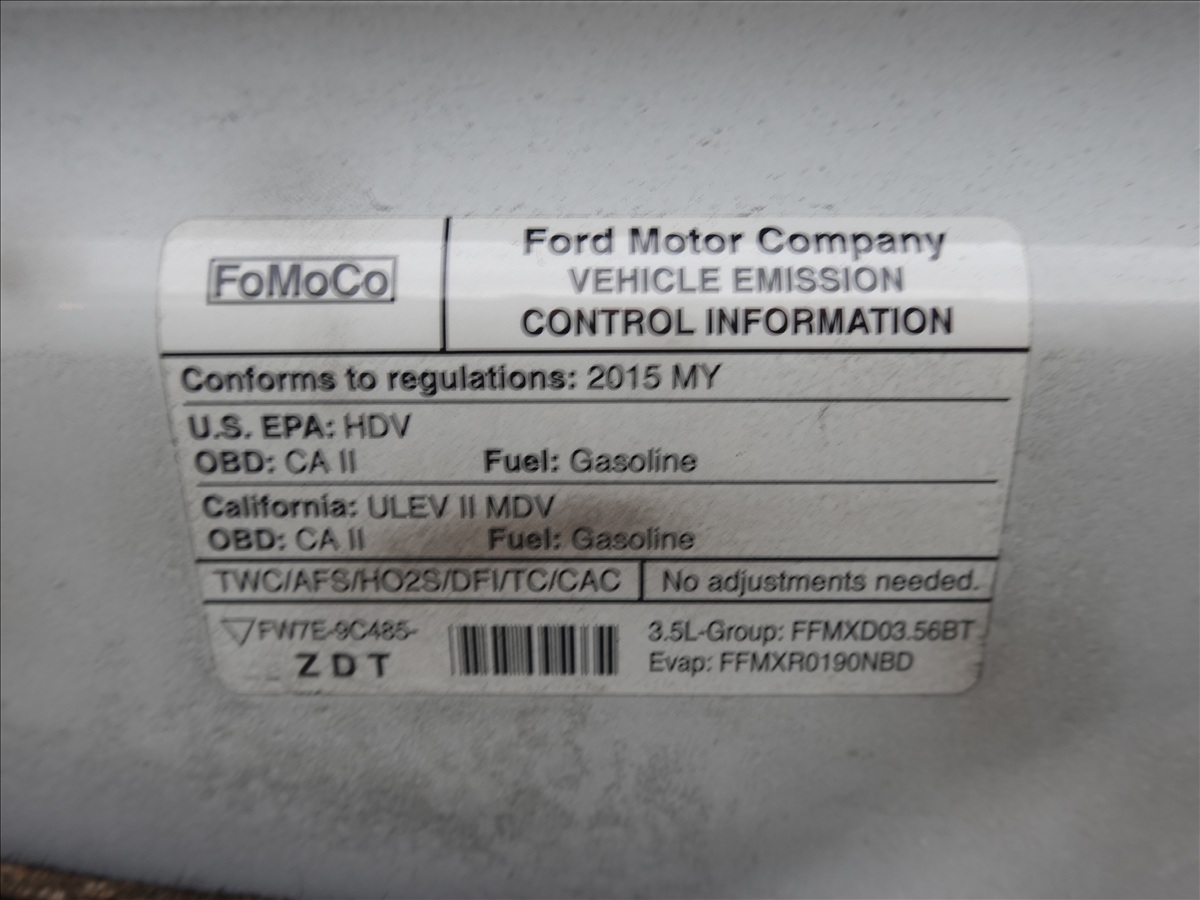 FoMoCo
Ford Motor Company
VEHICLE EMISSION
CONTROL INFORMATION
Conforms to regulations: 2015 MY
U.S. EPA: HDV
OBD: CA II Fuel: Gasoline
California: ULEV II MDV
OBD: CA II Fuel: Gasoline
TWC/AFS/HO2S/DFI/TC/CAC No adjustments needed.
FW7E-9C485-
ZDT
3.5L-Group: FFMXD03.56BT
Evap: FFMXR0190NBD